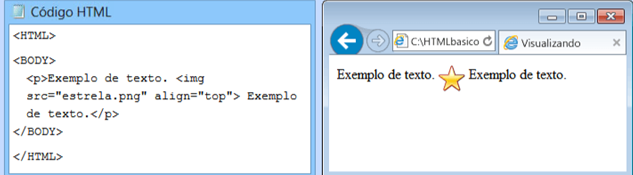 Código HTML
<HTML>
<BODY>
<p>Exemplo de texto. <img
src="estrela.png" align="top"> Exemplo
de texto.</p>
</BODY>
</HTML>
C:\HTMLbasico
Visualizando
Exemplo de texto. Exemplo de texto.